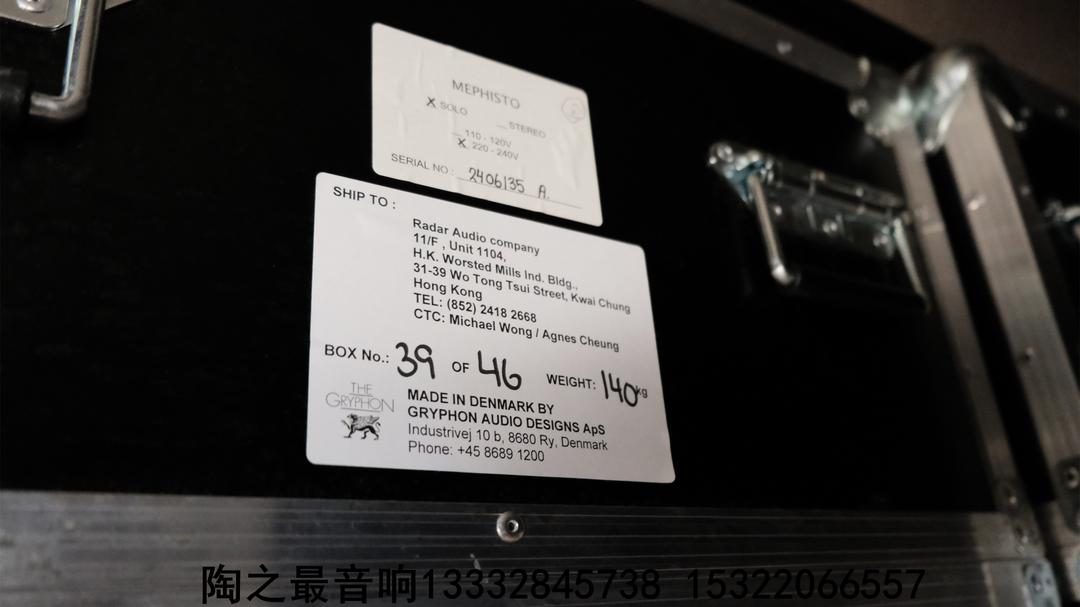 MEPHISTO
X SOLO __ STEREO
__ 110 - 120V
X 220 - 240V
SERIAL NO : 2406135 A.
SHIP TO :
Radar Audio company
11/F , Unit 1104,
H.K. Worsted Mills Ind. Bldg.,
31-39 Wo Tong Tsui Street, Kwai Chung
Hong Kong
TEL: (852) 2418 2668
CTC: Michael Wong / Agnes Cheung
BOX No.: 39 OF 46 WEIGHT: 140kg
THE
GRYPHON
MADE IN DENMARK BY
GRYPHON AUDIO DESIGNS ApS
Industrivej 10 b, 8680 Ry, Denmark
Phone: +45 8689 1200
陶之最音响13332845738 15322066557